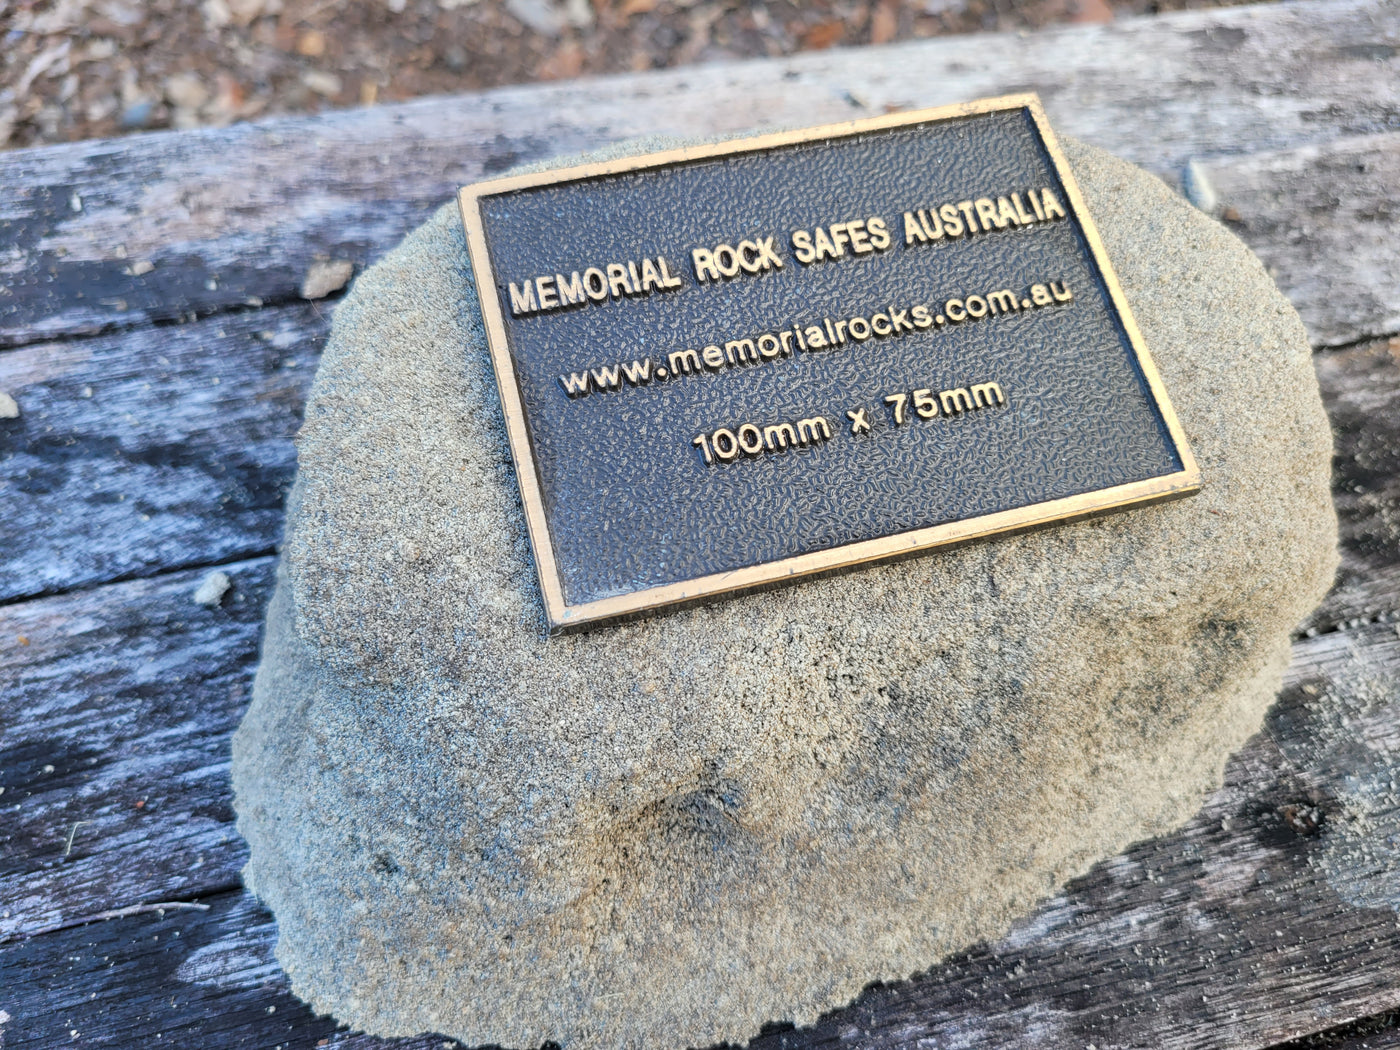 MEMORIAL ROCK SAFES AUSTRALIA
www.memorialrocks.com.au
100mm x 75mm